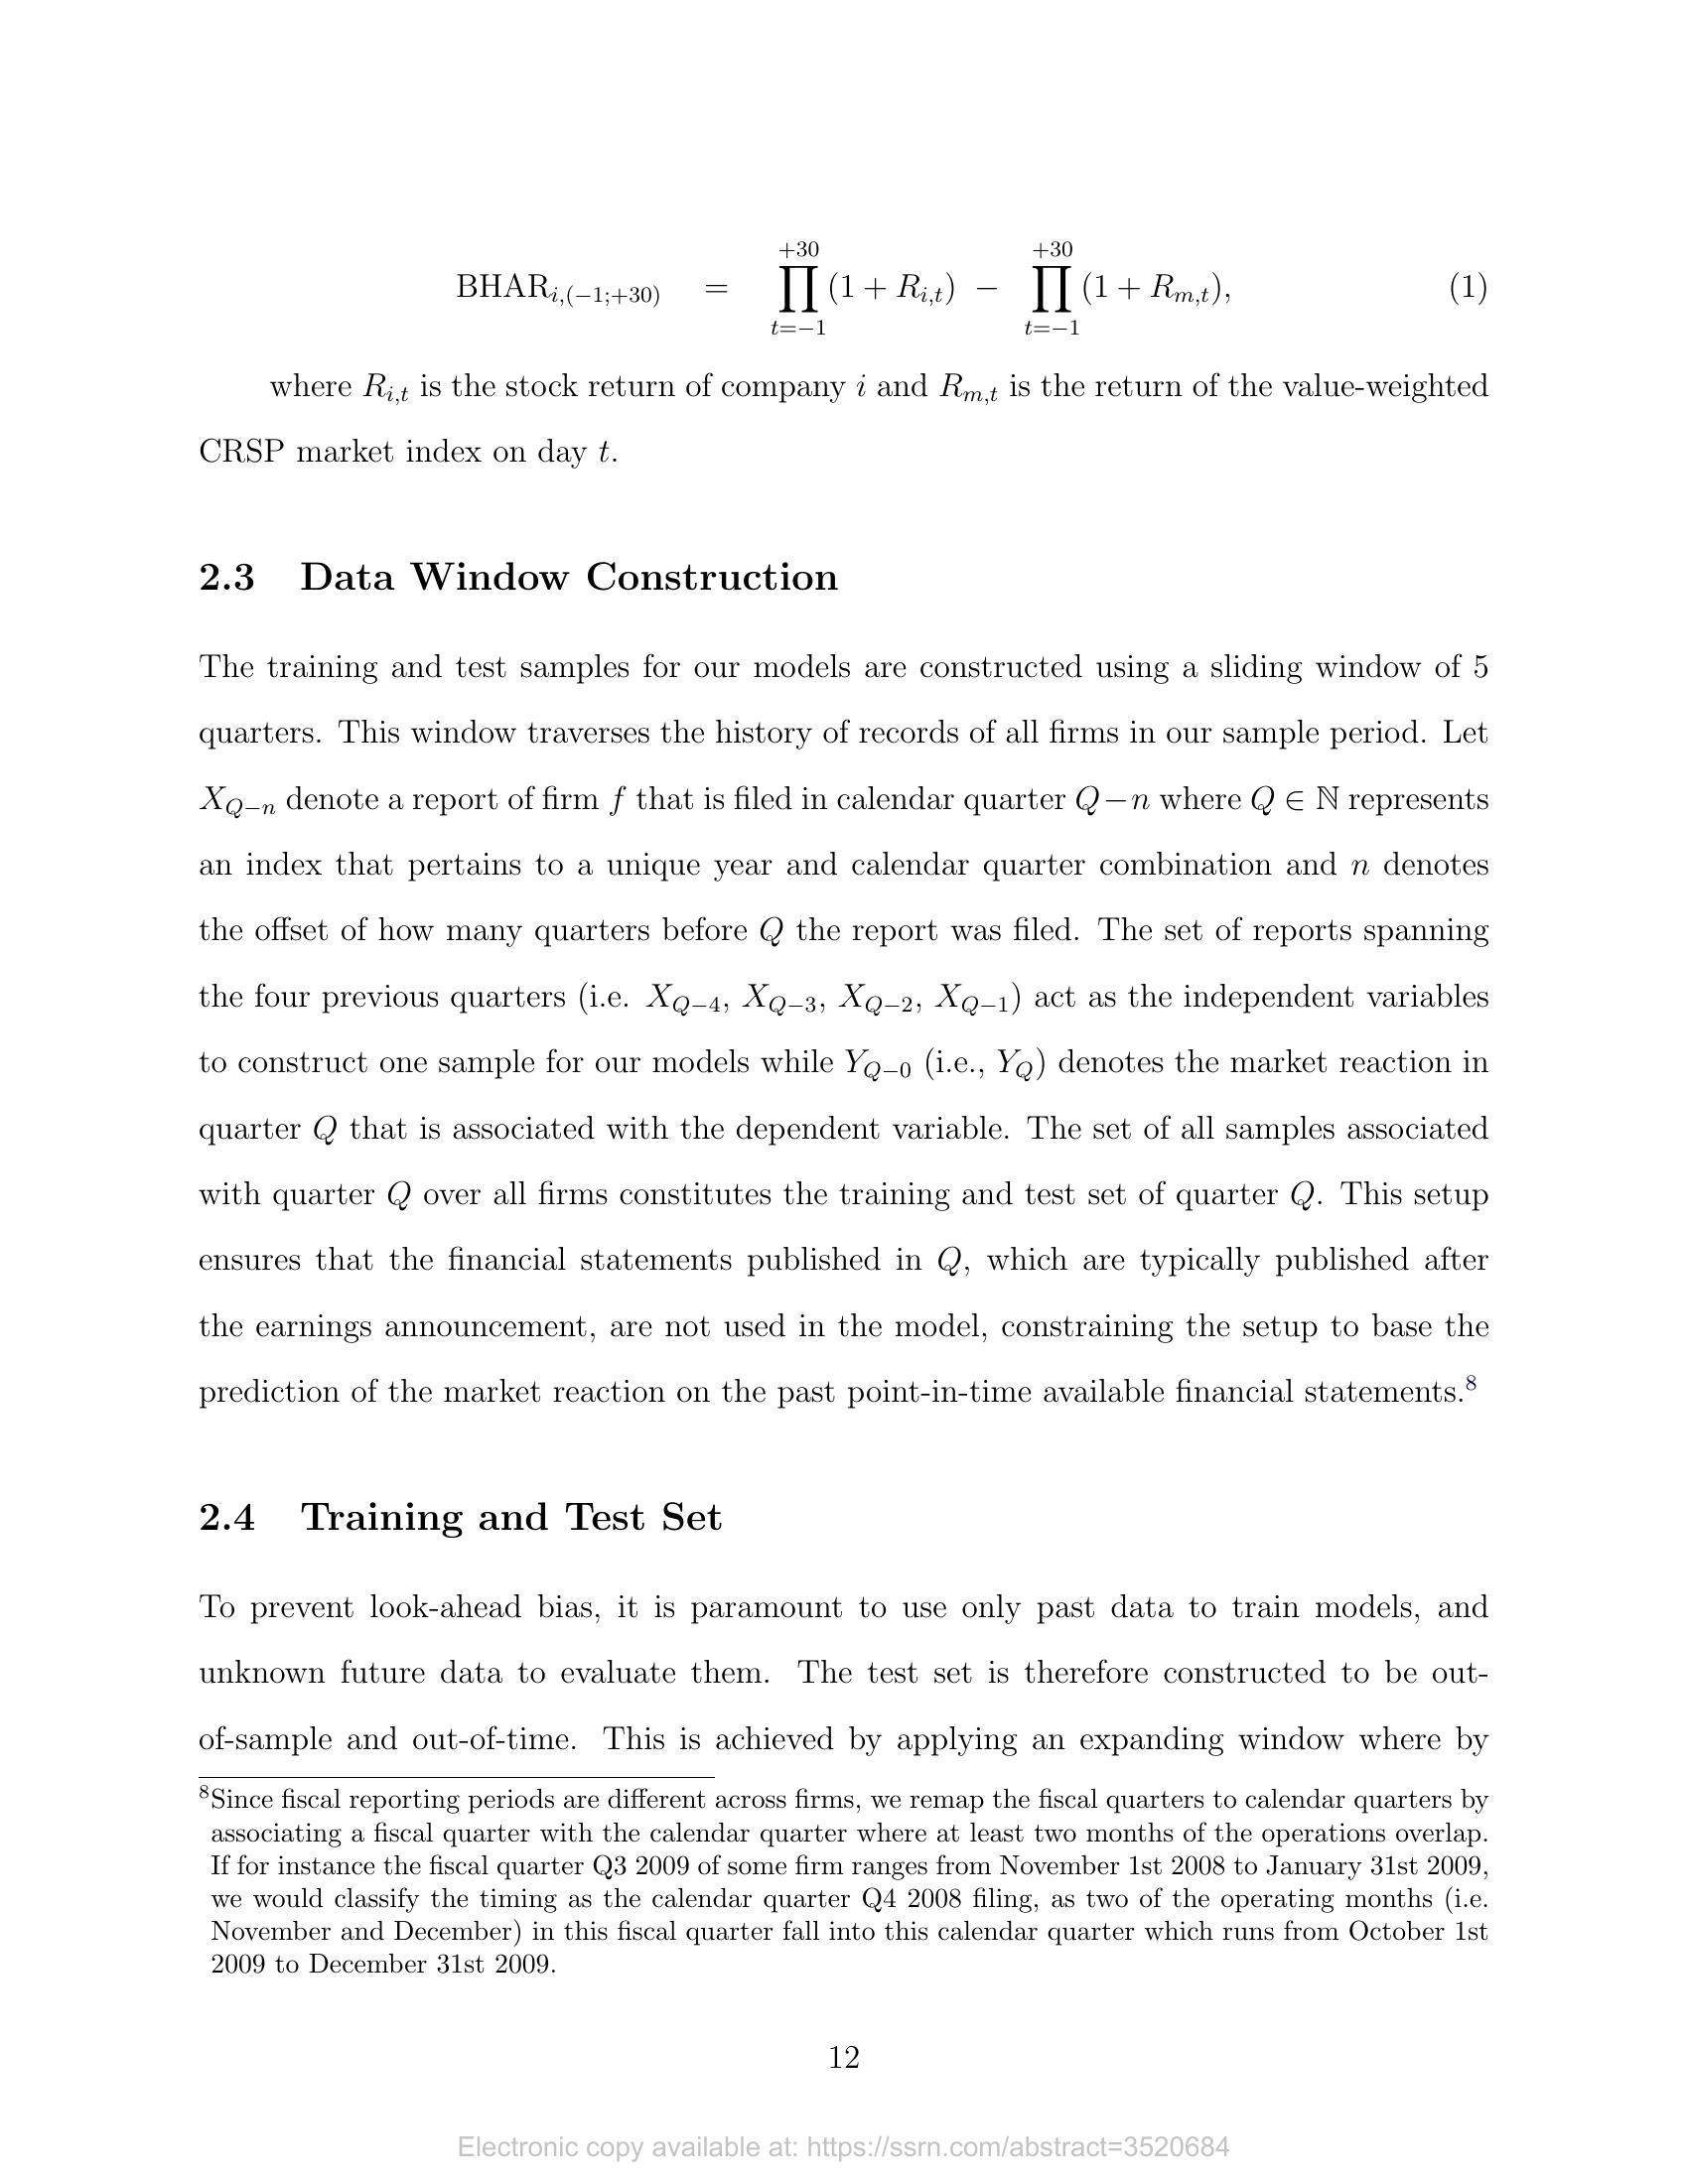 BHAR_{i,(−1;+30)} = ∏_{t=−1}^{+30} (1 + R_{i,t}) − ∏_{t=−1}^{+30} (1 + R_{m,t}), (1)
where R_{i,t} is the stock return of company i and R_{m,t} is the return of the value-weighted
CRSP market index on day t.
2.3 Data Window Construction
The training and test samples for our models are constructed using a sliding window of 5
quarters. This window traverses the history of records of all firms in our sample period. Let
X_{Q−n} denote a report of firm f that is filed in calendar quarter Q−n where Q ∈ ℕ represents
an index that pertains to a unique year and calendar quarter combination and n denotes
the offset of how many quarters before Q the report was filed. The set of reports spanning
the four previous quarters (i.e. X_{Q−4}, X_{Q−3}, X_{Q−2}, X_{Q−1}) act as the independent variables
to construct one sample for our models while Y_{Q−0} (i.e., Y_Q) denotes the market reaction in
quarter Q that is associated with the dependent variable. The set of all samples associated
with quarter Q over all firms constitutes the training and test set of quarter Q. This setup
ensures that the financial statements published in Q, which are typically published after
the earnings announcement, are not used in the model, constraining the setup to base the
prediction of the market reaction on the past point-in-time available financial statements.⁸
2.4 Training and Test Set
To prevent look-ahead bias, it is paramount to use only past data to train models, and
unknown future data to evaluate them. The test set is therefore constructed to be out-
of-sample and out-of-time. This is achieved by applying an expanding window where by
⁸Since fiscal reporting periods are different across firms, we remap the fiscal quarters to calendar quarters by
associating a fiscal quarter with the calendar quarter where at least two months of the operations overlap.
If for instance the fiscal quarter Q3 2009 of some firm ranges from November 1st 2008 to January 31st 2009,
we would classify the timing as the calendar quarter Q4 2008 filing, as two of the operating months (i.e.
November and December) in this fiscal quarter fall into this calendar quarter which runs from October 1st
2009 to December 31st 2009.
12
Electronic copy available at: https://ssrn.com/abstract=3520684